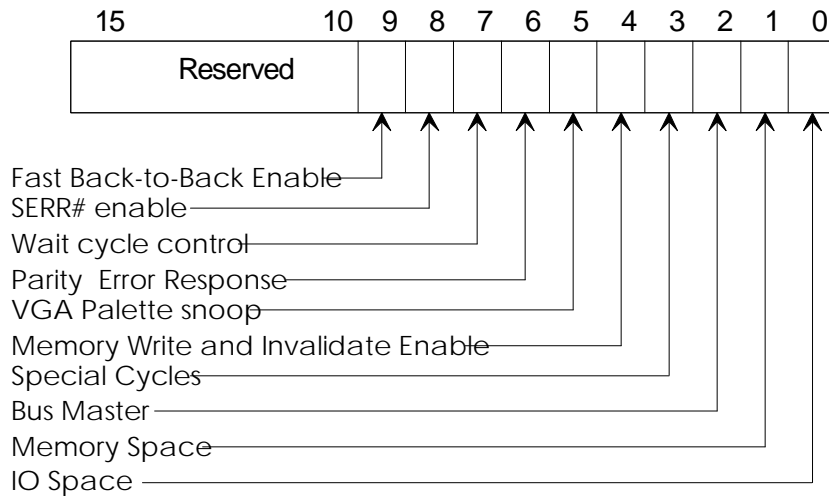 15 10 9 8 7 6 5 4 3 2 1 0
Reserved
Fast Back-to-Back Enable
SERR# enable
Wait cycle control
Parity Error Response
VGA Palette snoop
Memory Write and Invalidate Enable
Special Cycles
Bus Master
Memory Space
IO Space